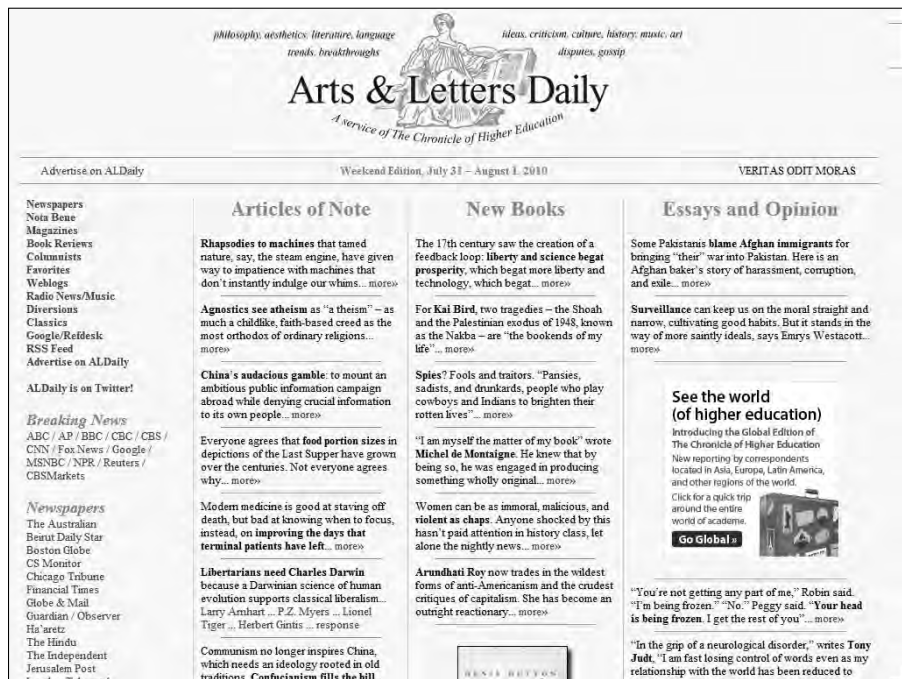 philosophy, aesthetics, literature, language
trends, breakthroughs
ideas, criticism, culture, history, music, art
disputes, gossip
Arts & Letters Daily
A service of The Chronicle of Higher Education
Advertise on ALDaily
Weekend Edition, July 31 – August 1, 2010
VERITAS ODIT MORAS
Newspapers
Nota Bene
Magazines
Book Reviews
Columnists
Favorites
Weblogs
Radio News/Music
Diversions
Classics
Google/Refdesk
RSS Feed
Advertise on ALDaily
ALDaily is on Twitter!
Breaking News
ABC / AP / BBC / CBC / CBS /
CNN / Fox News / Google /
MSNBC / NPR / Reuters /
CBSMarkets
Newspapers
The Australian
Beirut Daily Star
Boston Globe
CS Monitor
Chicago Tribune
Financial Times
Globe & Mail
Guardian / Observer
Ha'aretz
The Hindu
The Independent
Jerusalem Post
Articles of Note
Rhapsodies to machines that tamed
nature, say, the steam engine, have given
way to impatience with machines that
don't instantly indulge our whims... more»
Agnostics see atheism as “a theism” – as
much a childlike, faith-based creed as the
most orthodox of ordinary religions...
more»
China's audacious gamble: to mount an
ambitious public information campaign
abroad while denying crucial information
to its own people... more»
Everyone agrees that food portion sizes in
depictions of the Last Supper have grown
over the centuries. Not everyone agrees
why... more»
Modern medicine is good at staving off
death, but bad at knowing when to focus,
instead, on improving the days that
terminal patients have left... more»
Libertarians need Charles Darwin
because a Darwinian science of human
evolution supports classical liberalism...
Larry Arnhart ... P.Z. Myers ... Lionel
Tiger ... Herbert Gintis ... response
Communism no longer inspires China,
which needs an ideology rooted in old
traditions. Confucianism fills the bill
New Books
The 17th century saw the creation of a
feedback loop: liberty and science begat
prosperity, which begat more liberty and
technology, which begat... more»
For Kai Bird, two tragedies – the Shoah
and the Palestinian exodus of 1948, known
as the Nakba – are “the bookends of my
life”... more»
Spies? Fools and traitors. “Pansies,
sadists, and drunkards, people who play
cowboys and Indians to brighten their
rotten lives”... more»
“I am myself the matter of my book” wrote
Michel de Montaigne. He knew that by
being so, he was engaged in producing
something wholly original... more»
Women can be as immoral, malicious, and
violent as chaps. Anyone shocked by this
hasn't paid attention in history class, let
alone the nightly news... more»
Arundhati Roy now trades in the wildest
forms of anti-Americanism and the crudest
critiques of capitalism. She has become an
outright reactionary... more»
DENIS DUTTON
Essays and Opinion
Some Pakistanis blame Afghan immigrants for
bringing “their” war into Pakistan. Here is an
Afghan baker's story of harassment, corruption,
and exile... more»
Surveillance can keep us on the moral straight and
narrow, cultivating good habits. But it stands in the
way of more saintly ideals, says Emrys Westacott...
more»
See the world
(of higher education)
Introducing the Global Edition of
The Chronicle of Higher Education
New reporting by correspondents
located in Asia, Europe, Latin America,
and other regions of the world.
Click for a quick trip
around the entire
world of academe.
Go Global »
“You're not getting any part of me,” Robin said.
“I'm being frozen.” “No.” Peggy said. “Your head
is being frozen. I get the rest of you”... more»
“In the grip of a neurological disorder,” writes Tony
Judt, “I am fast losing control of words even as my
relationship with the world has been reduced to